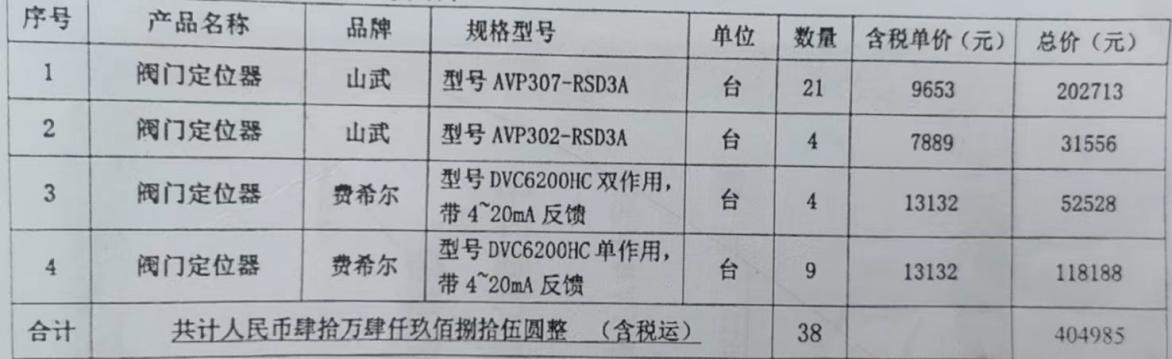 序号 产品名称 品牌 规格型号 单位 数量 含税单价(元) 总价(元)
1 阀门定位器 山武 型号 AVP307-RSD3A 台 21 9653 202713
2 阀门定位器 山武 型号 AVP302-RSD3A 台 4 7889 31556
3 阀门定位器 费希尔 型号 DVC6200HC 双作用，
带 4~20mA 反馈 台 4 13132 52528
4 阀门定位器 费希尔 型号 DVC6200HC 单作用，
带 4~20mA 反馈 台 9 13132 118188
合计 共计人民币肆拾万肆仟玖佰捌拾伍圆整 (含税运) 38 404985